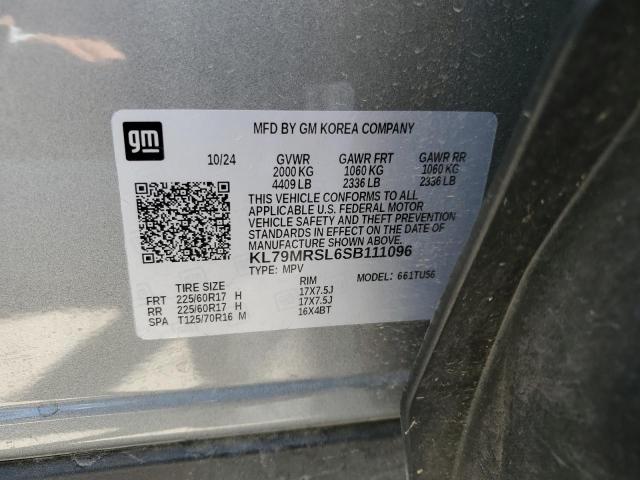 gm
MFD BY GM KOREA COMPANY
10/24 GVWR GAWR FRT GAWR RR
2000 KG 1060 KG 1060 KG
4409 LB 2336 LB 2336 LB
THIS VEHICLE CONFORMS TO ALL
APPLICABLE U.S. FEDERAL MOTOR
VEHICLE SAFETY AND THEFT PREVENTION
STANDARDS IN EFFECT ON THE DATE OF
MANUFACTURE SHOWN ABOVE.
KL79MRSL6SB111096
TYPE: MPV MODEL: 661TU56
TIRE SIZE RIM
FRT 225/60R17 H 17X7.5J
RR 225/60R17 H 17X7.5J
SPA T125/70R16 M 16X4BT